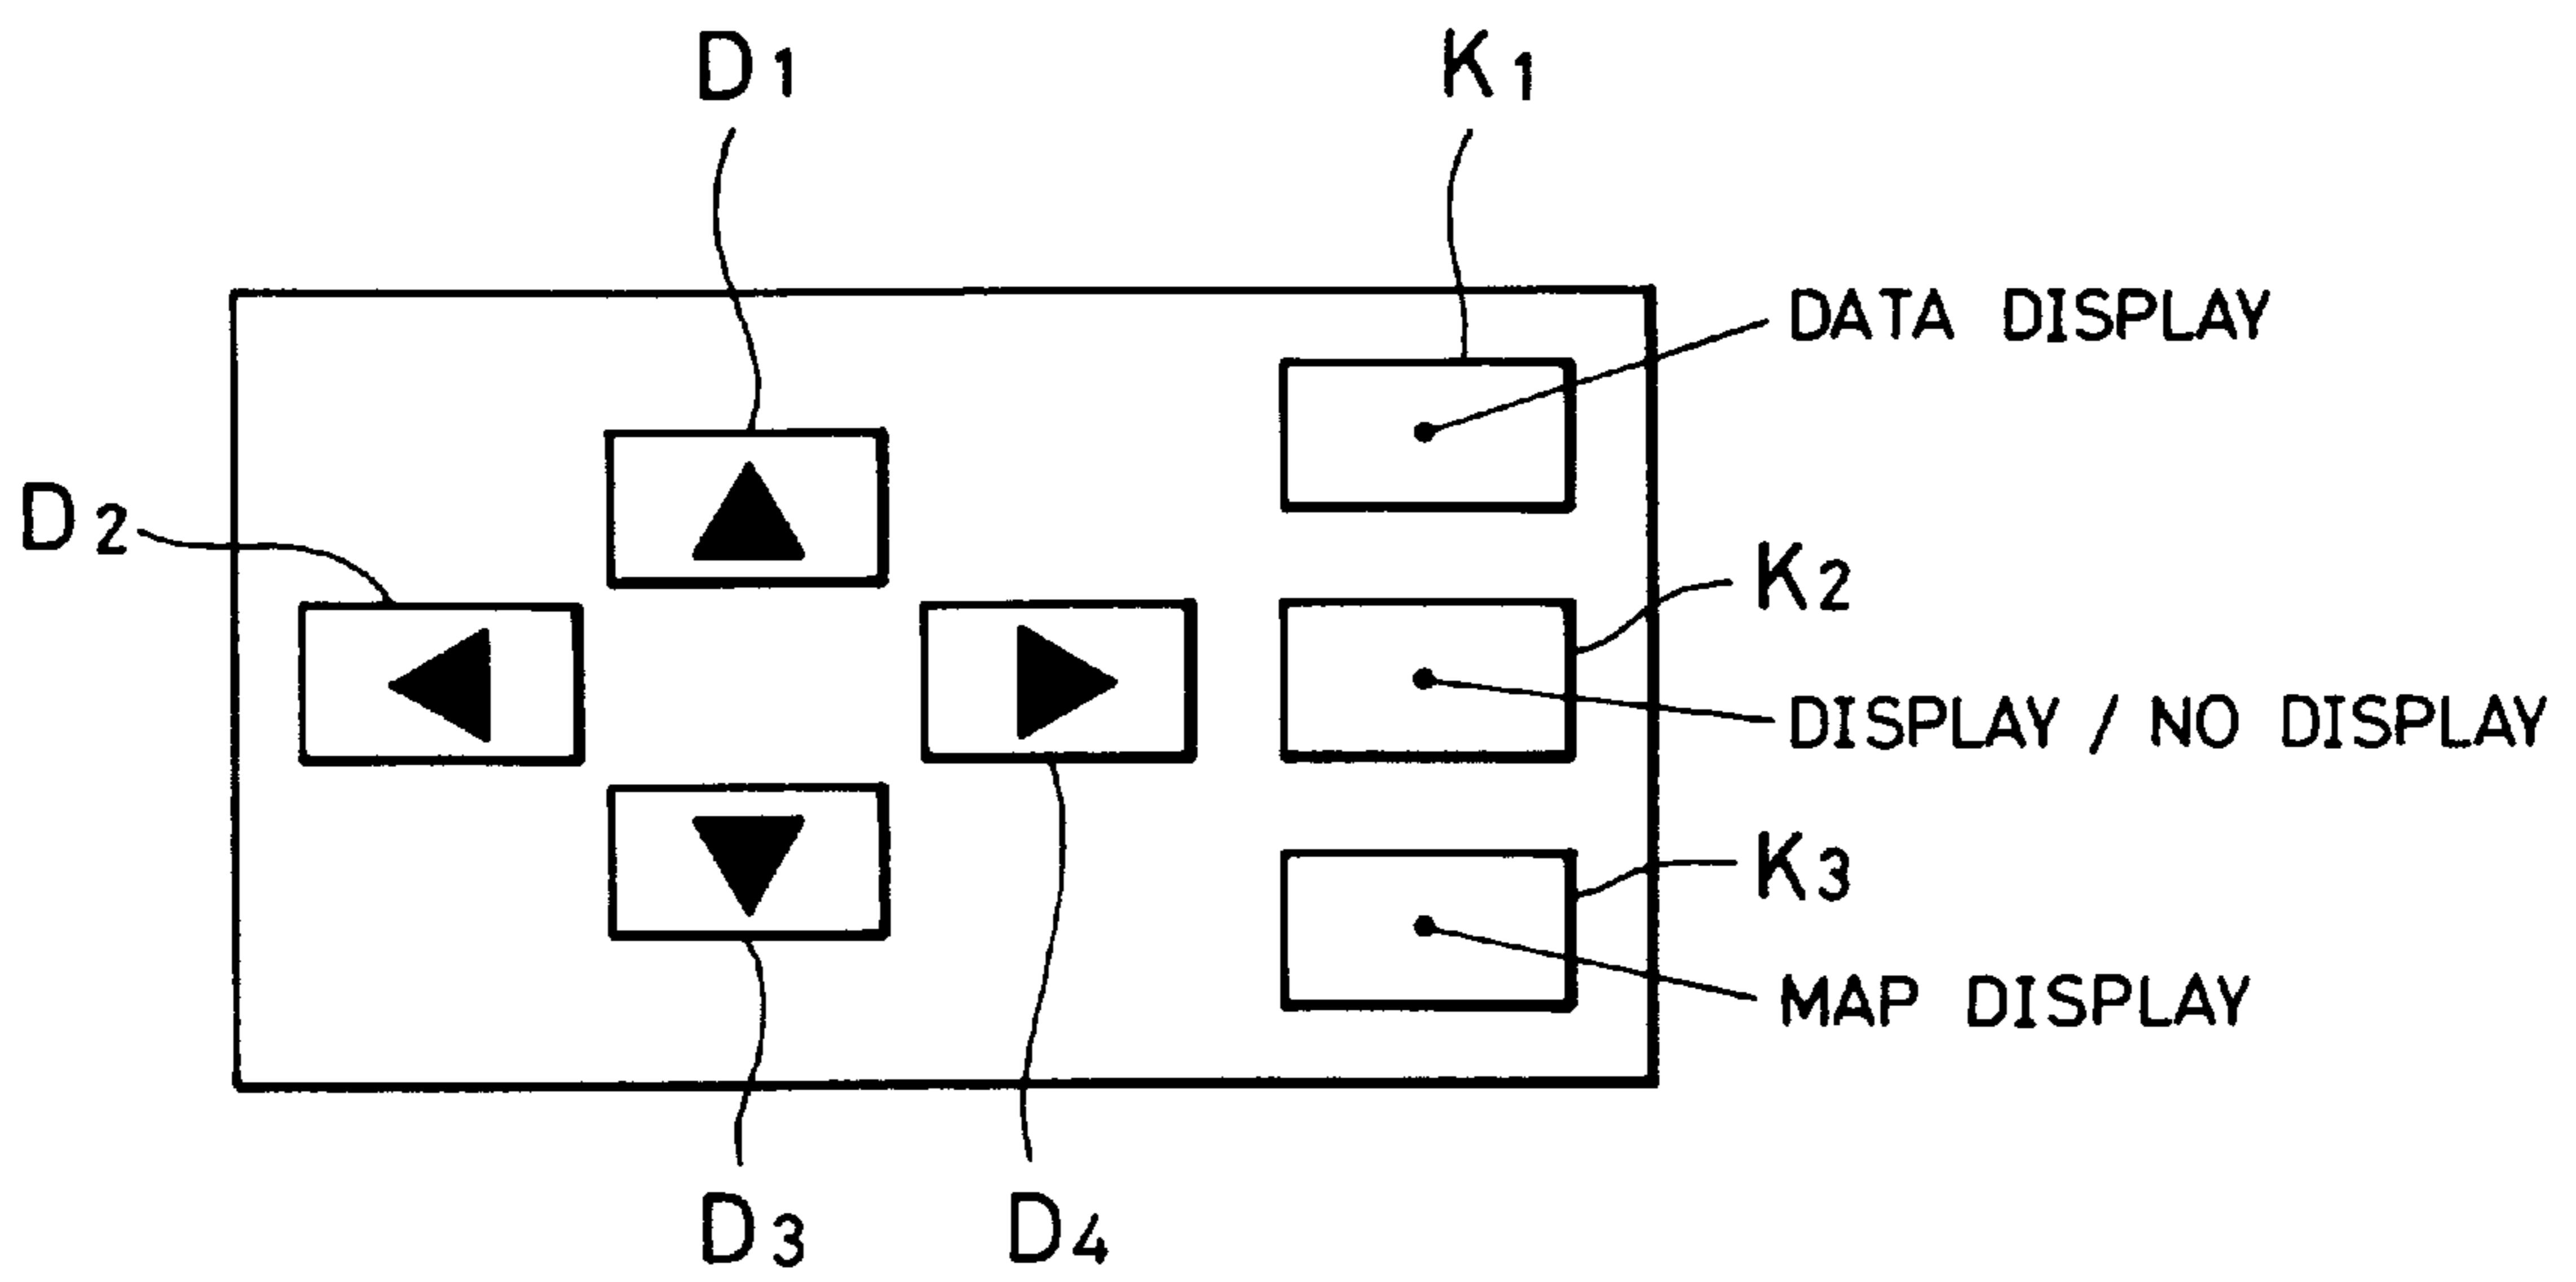 D1
K1
DATA DISPLAY
D2
K2
DISPLAY / NO DISPLAY
K3
MAP DISPLAY
D3
D4